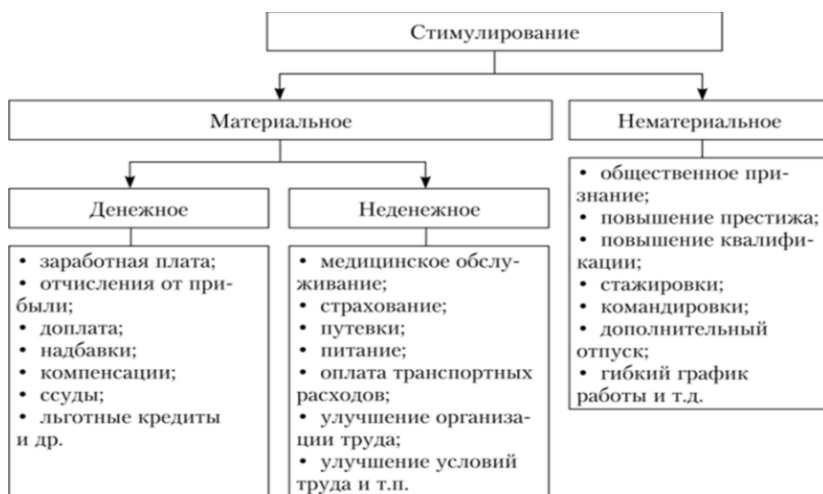 Стимулирование
Материальное
Нематериальное
Денежное
Неденежное
• заработная плата;
• отчисления от при-
были;
• доплата;
• надбавки;
• компенсации;
• ссуды;
• льготные кредиты
и др.
• медицинское обслу-
живание;
• страхование;
• путевки;
• питание;
• оплата транспортных
расходов;
• улучшение организа-
ции труда;
• улучшение условий
труда и т.п.
• общественное при-
знание;
• повышение престижа;
• повышение квалифи-
кации;
• стажировки;
• командировки;
• дополнительный
отпуск;
• гибкий график
работы и т.д.